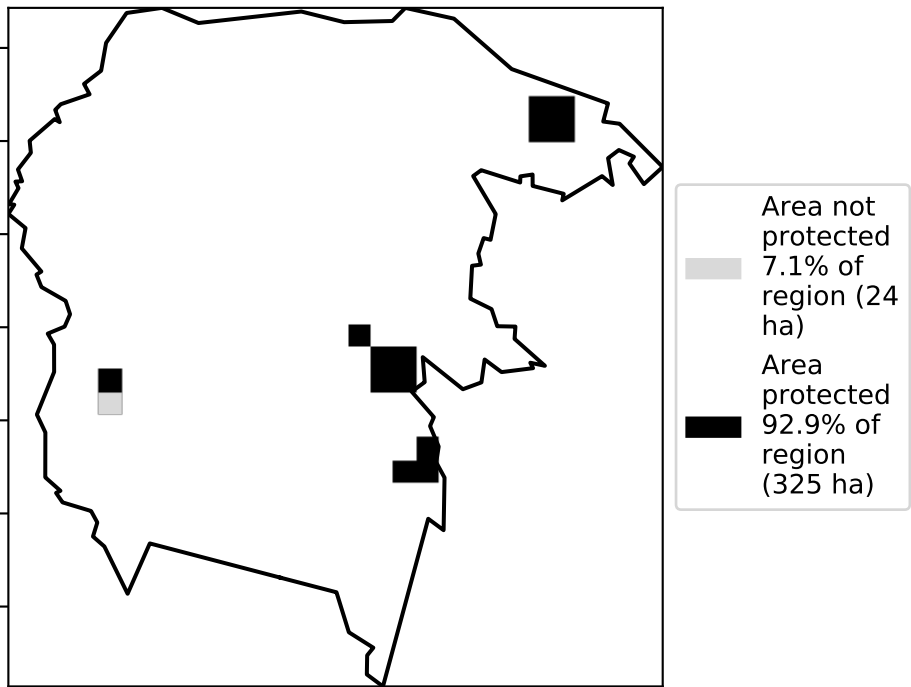 Area not
protected
7.1% of
region (24
ha)
Area
protected
92.9% of
region
(325 ha)